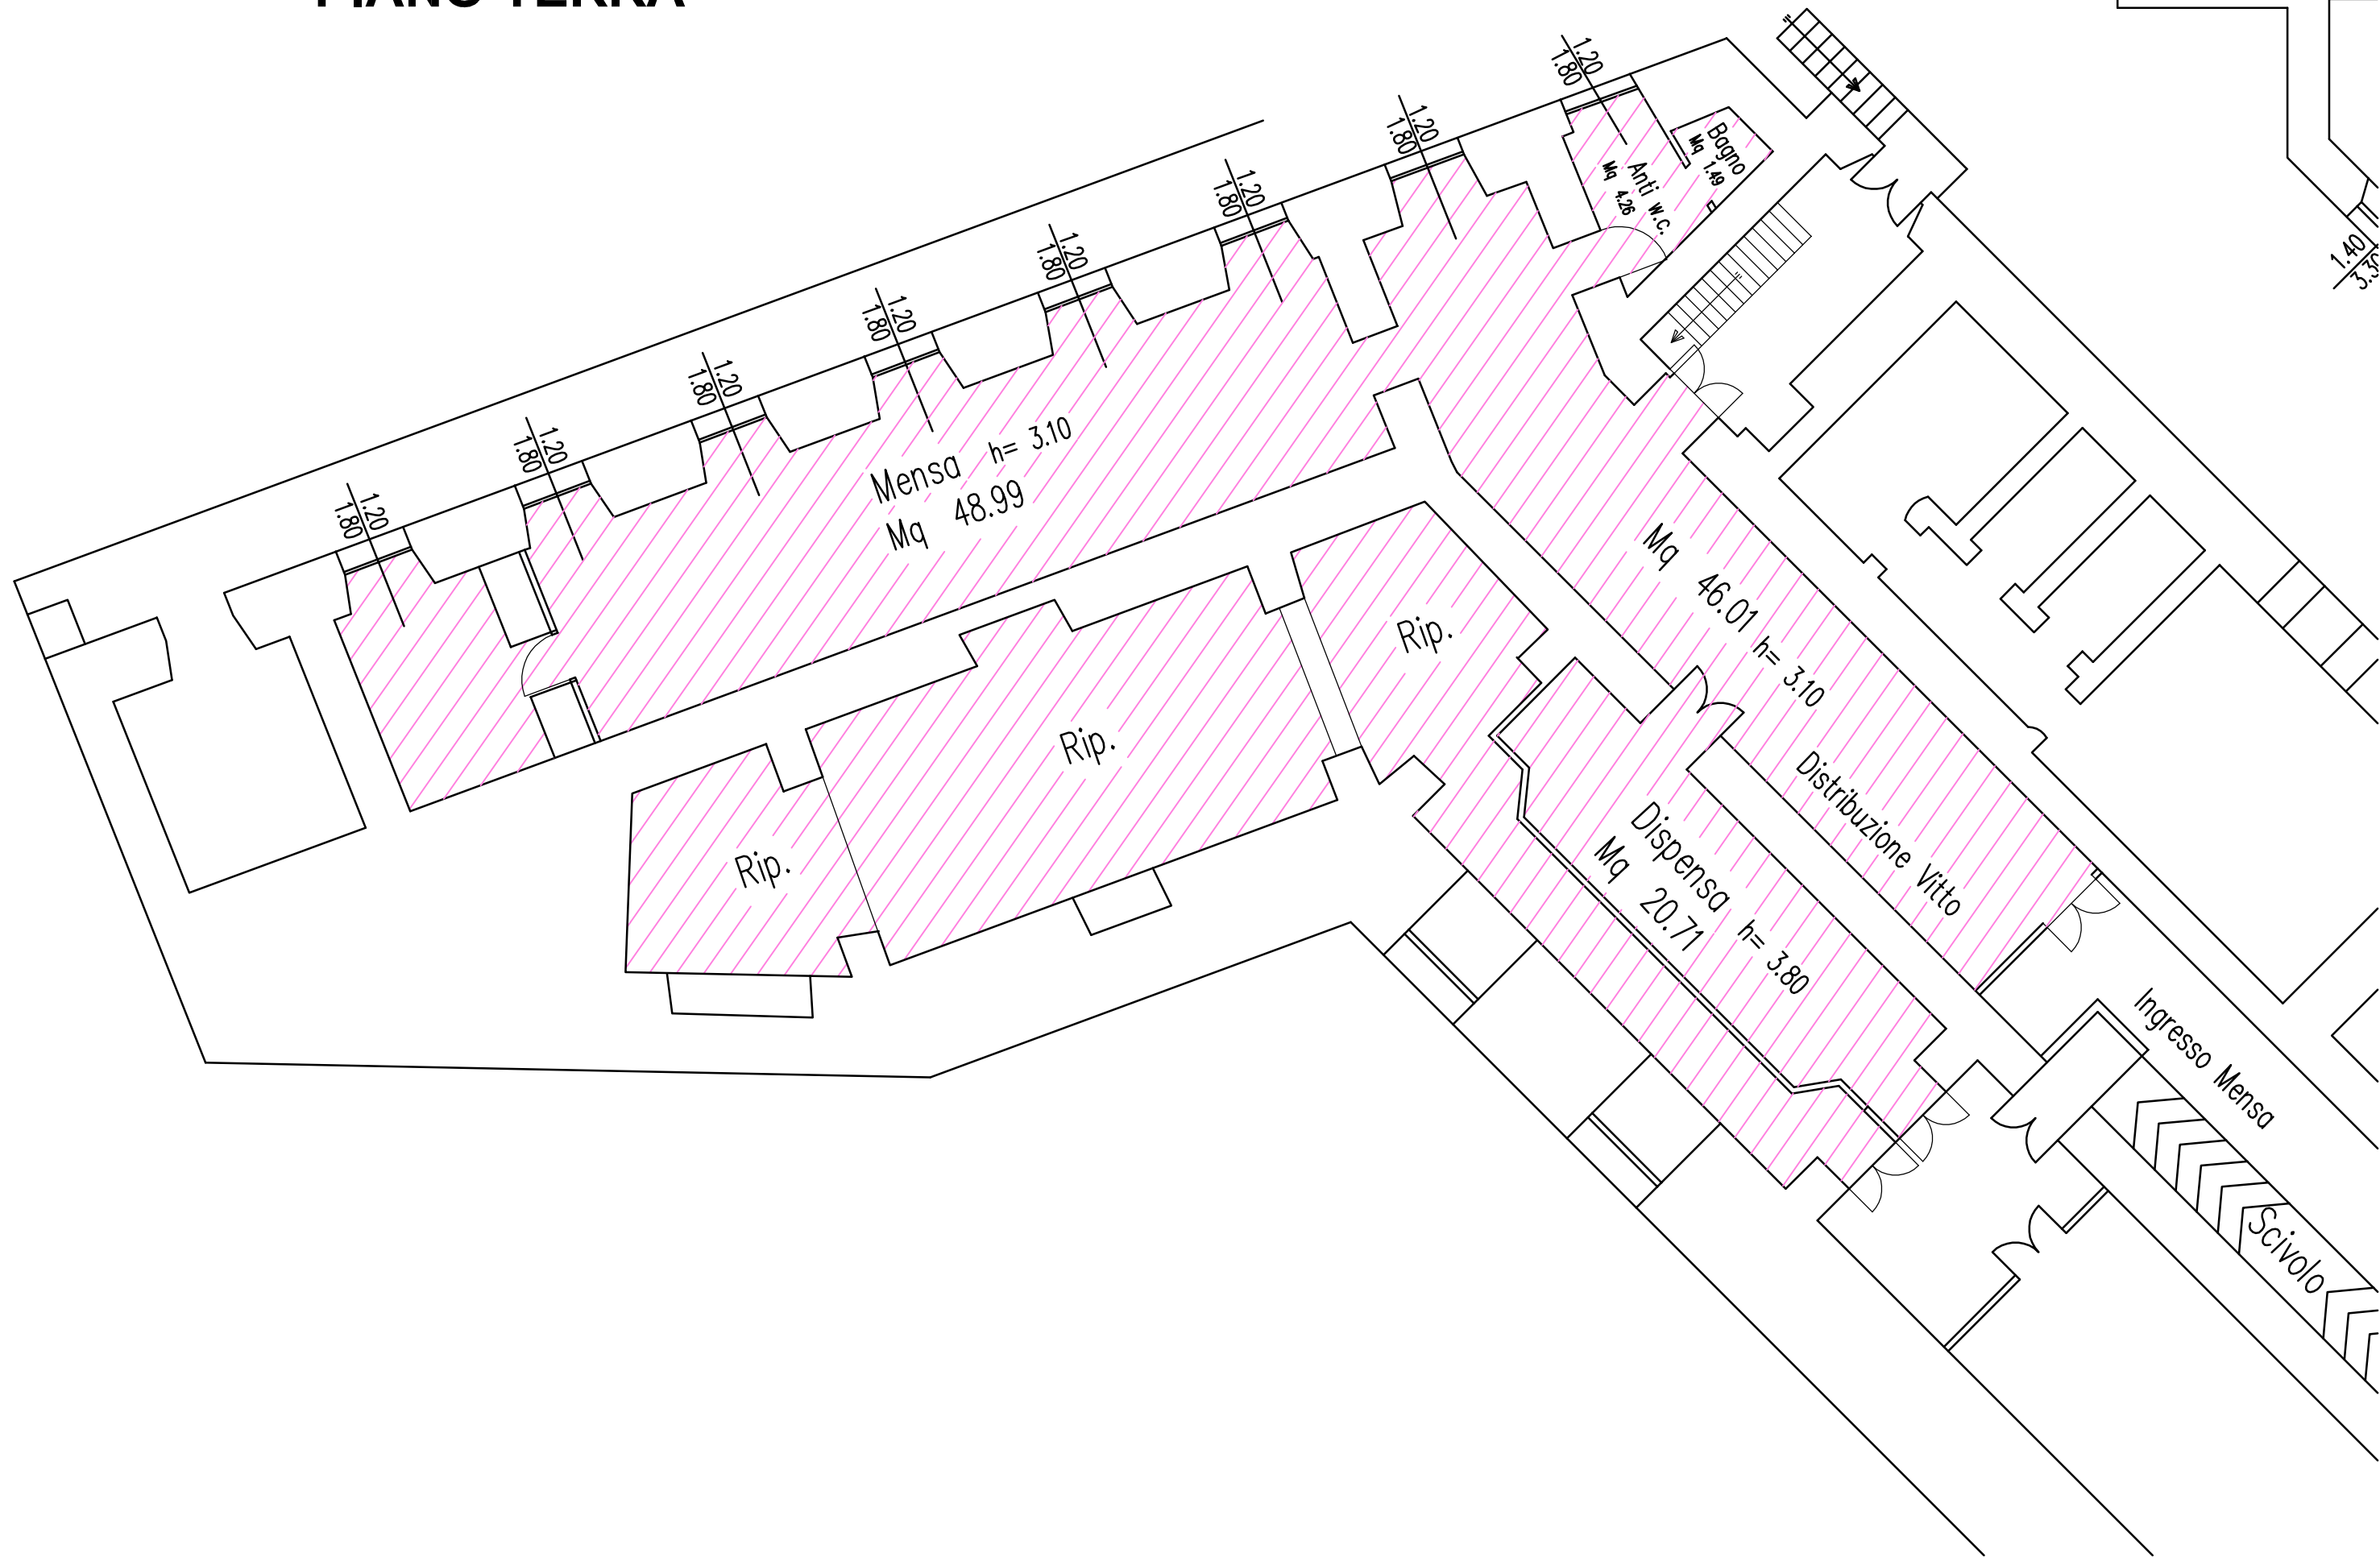 PIANO TERRA
1.20
1.80
1.20
1.80
1.20
1.80
1.20
1.80
1.20
1.80
1.20
1.80
1.20
1.80
1.20
1.80
Bagno
Mq 1.49
Anti w.c.
Mq 4.26
1.40
3.30
Mensa h= 3.10
Mq 48.99
Mq 46.01 h= 3.10
Distribuzione Vitto
Rip.
Rip.
Rip.
Dispensa h= 3.80
Mq 20.71
Ingresso Mensa
Scivolo